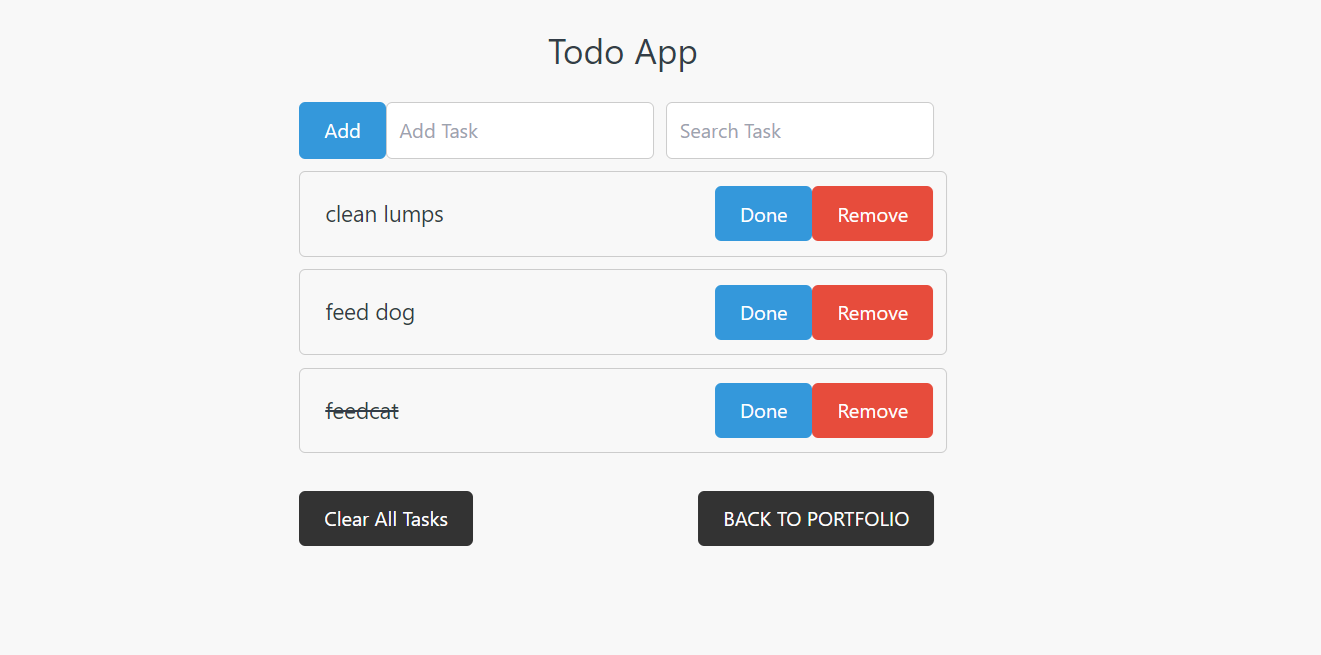 Todo App
Add Add Task Search Task
clean lumps Done Remove
feed dog Done Remove
feedcat Done Remove
Clear All Tasks BACK TO PORTFOLIO